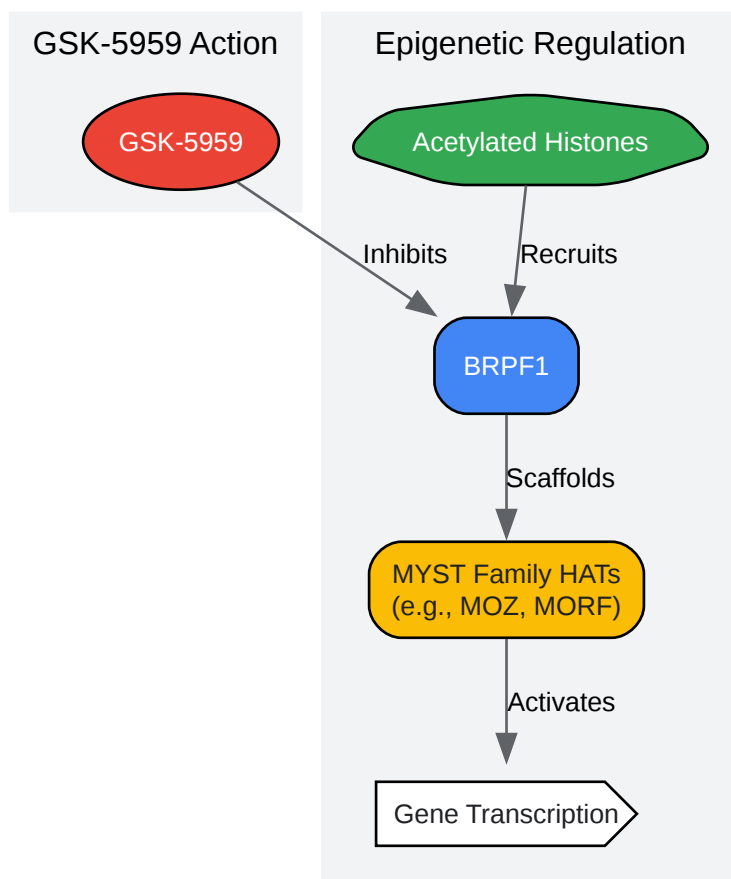 GSK-5959 Action
Epigenetic Regulation
GSK-5959
Acetylated Histones
Inhibits
Recruits
BRPF1
Scaffolds
MYST Family HATs
(e.g., MOZ, MORF)
Activates
Gene Transcription